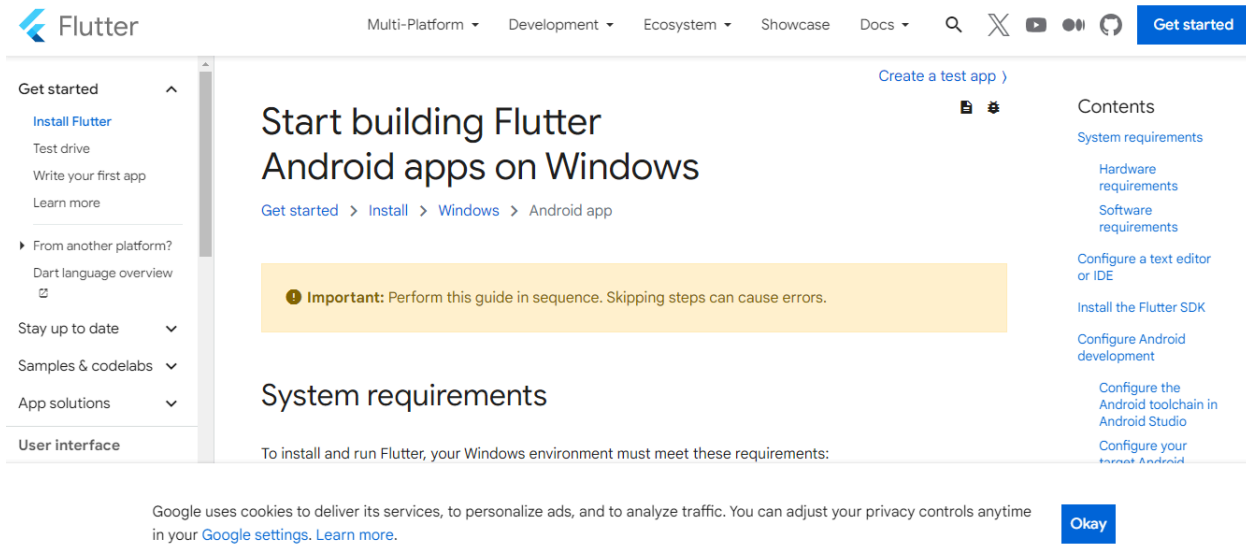 Flutter
Multi-Platform
Development
Ecosystem
Showcase
Docs
Get started
Get started
Install Flutter
Test drive
Write your first app
Learn more
From another platform?
Dart language overview
Stay up to date
Samples & codelabs
App solutions
User interface
Create a test app
Start building Flutter
Android apps on Windows
Get started > Install > Windows > Android app
Important: Perform this guide in sequence. Skipping steps can cause errors.
System requirements
To install and run Flutter, your Windows environment must meet these requirements:
Contents
System requirements
Hardware
requirements
Software
requirements
Configure a text editor
or IDE
Install the Flutter SDK
Configure Android
development
Configure the
Android toolchain in
Android Studio
Configure your
target Android
Google uses cookies to deliver its services, to personalize ads, and to analyze traffic. You can adjust your privacy controls anytime
in your Google settings. Learn more.
Okay